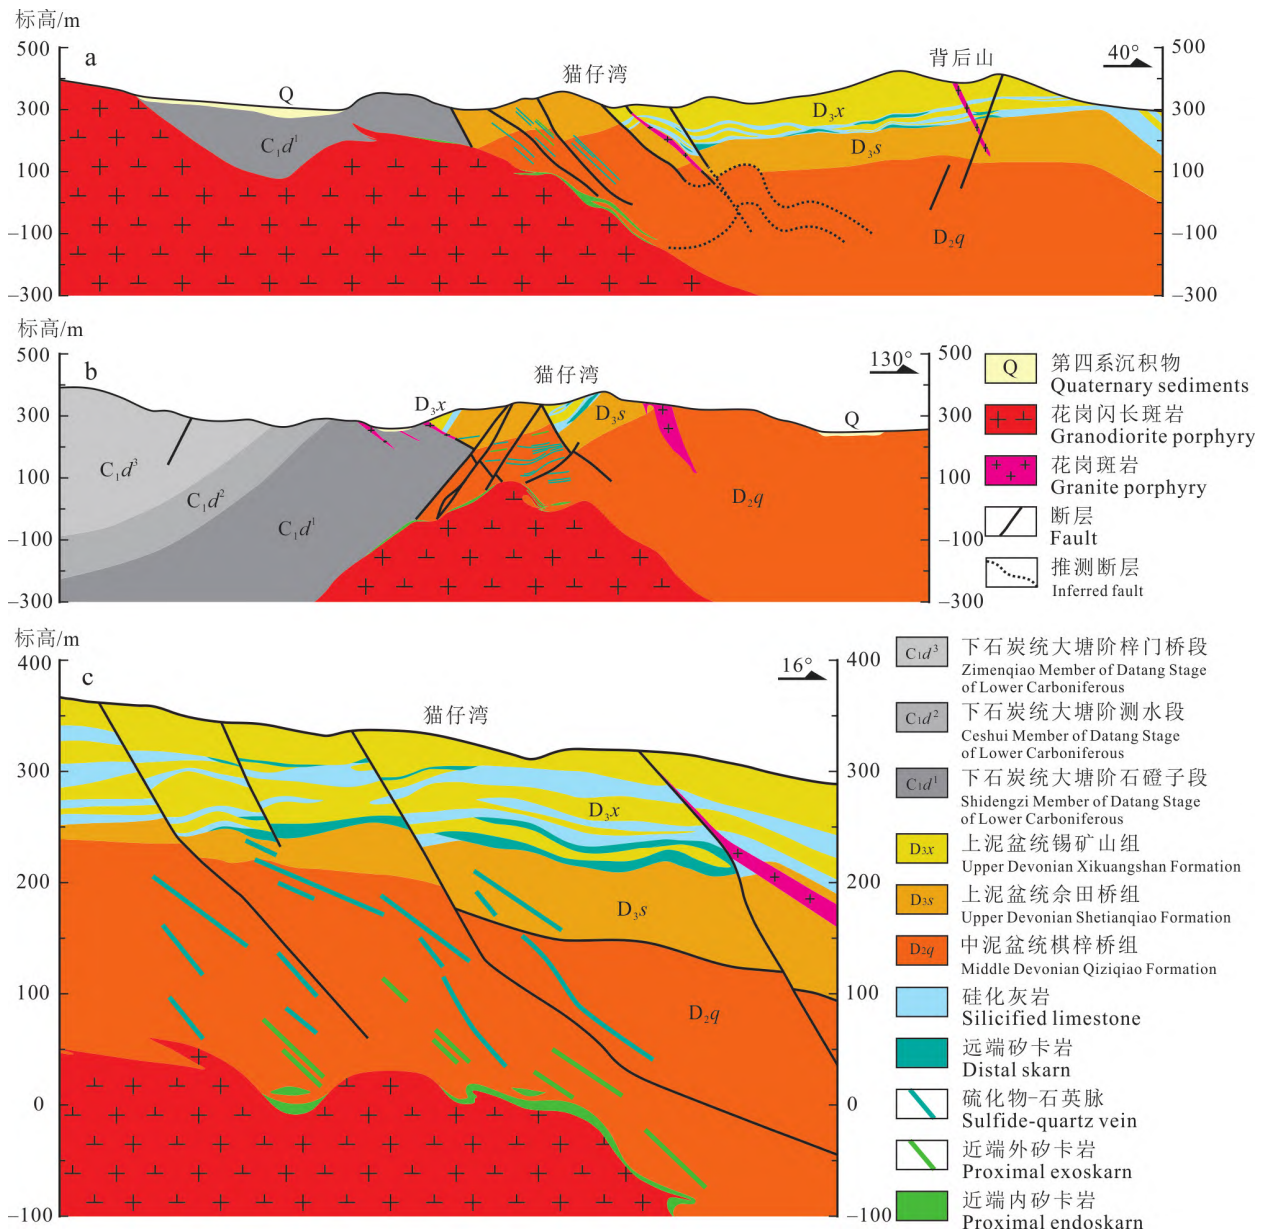 标高/m
a
500
300
100
−100
−300
Q
C₁d¹
猫仔湾
背后山
40°
D₃x
D₃s
D₂q
500
300
100
−100
−300
标高/m
b
500
300
100
−100
−300
C₁d³
C₁d²
C₁d¹
D₃x
猫仔湾
D₃s
D₂q
Q
130°
500
300
100
−100
−300
Q
第四系沉积物
Quaternary sediments
花岗闪长斑岩
Granodiorite porphyry
花岗斑岩
Granite porphyry
断层
Fault
推测断层
Inferred fault
标高/m
c
400
300
200
100
0
−100
猫仔湾
16°
D₃x
D₃s
D₂q
400
300
200
100
0
−100
C₁d³
下石炭统大塘阶梓门桥段
Zimenqiao Member of Datang Stage
of Lower Carboniferous
C₁d²
下石炭统大塘阶测水段
Ceshui Member of Datang Stage
of Lower Carboniferous
C₁d¹
下石炭统大塘阶石磴子段
Shidengzi Member of Datang Stage
of Lower Carboniferous
D₃x
上泥盆统锡矿山组
Upper Devonian Xikuangshan Formation
D₃s
上泥盆统佘田桥组
Upper Devonian Shetianqiao Formation
D₂q
中泥盆统棋梓桥组
Middle Devonian Qiziqiao Formation
硅化灰岩
Silicified limestone
远端矽卡岩
Distal skarn
硫化物−石英脉
Sulfide-quartz vein
近端外矽卡岩
Proximal exoskarn
近端内矽卡岩
Proximal endoskarn